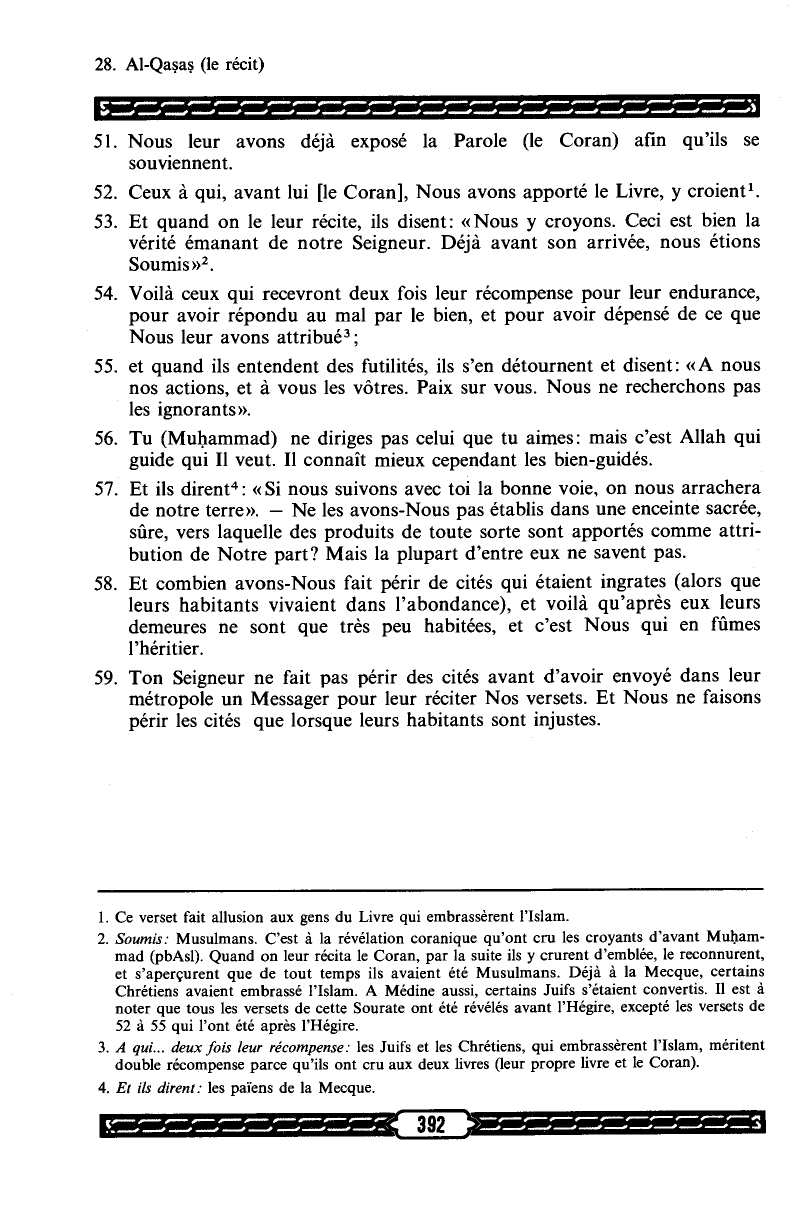 28. Al-Qaṣaṣ (le récit)
51. Nous leur avons déjà exposé la Parole (le Coran) afin qu'ils se
souviennent.
52. Ceux à qui, avant lui [le Coran], Nous avons apporté le Livre, y croient¹.
53. Et quand on le leur récite, ils disent: «Nous y croyons. Ceci est bien la
vérité émanant de notre Seigneur. Déjà avant son arrivée, nous étions
Soumis»².
54. Voilà ceux qui recevront deux fois leur récompense pour leur endurance,
pour avoir répondu au mal par le bien, et pour avoir dépensé de ce que
Nous leur avons attribué³;
55. et quand ils entendent des futilités, ils s'en détournent et disent: «A nous
nos actions, et à vous les vôtres. Paix sur vous. Nous ne recherchons pas
les ignorants».
56. Tu (Muḥammad) ne diriges pas celui que tu aimes: mais c'est Allah qui
guide qui Il veut. Il connaît mieux cependant les bien-guidés.
57. Et ils dirent⁴: «Si nous suivons avec toi la bonne voie, on nous arrachera
de notre terre». — Ne les avons-Nous pas établis dans une enceinte sacrée,
sûre, vers laquelle des produits de toute sorte sont apportés comme attri-
bution de Notre part? Mais la plupart d'entre eux ne savent pas.
58. Et combien avons-Nous fait périr de cités qui étaient ingrates (alors que
leurs habitants vivaient dans l'abondance), et voilà qu'après eux leurs
demeures ne sont que très peu habitées, et c'est Nous qui en fûmes
l'héritier.
59. Ton Seigneur ne fait pas périr des cités avant d'avoir envoyé dans leur
métropole un Messager pour leur réciter Nos versets. Et Nous ne faisons
périr les cités que lorsque leurs habitants sont injustes.
1. Ce verset fait allusion aux gens du Livre qui embrassèrent l'Islam.
2. Soumis: Musulmans. C'est à la révélation coranique qu'ont cru les croyants d'avant Muḥam-
mad (pbAsl). Quand on leur récita le Coran, par la suite ils y crurent d'emblée, le reconnurent,
et s'aperçurent que de tout temps ils avaient été Musulmans. Déjà à la Mecque, certains
Chrétiens avaient embrassé l'Islam. A Médine aussi, certains Juifs s'étaient convertis. Il est à
noter que tous les versets de cette Sourate ont été révélés avant l'Hégire, excepté les versets de
52 à 55 qui l'ont été après l'Hégire.
3. A qui... deux fois leur récompense: les Juifs et les Chrétiens, qui embrassèrent l'Islam, méritent
double récompense parce qu'ils ont cru aux deux livres (leur propre livre et le Coran).
4. Et ils dirent: les païens de la Mecque.
392